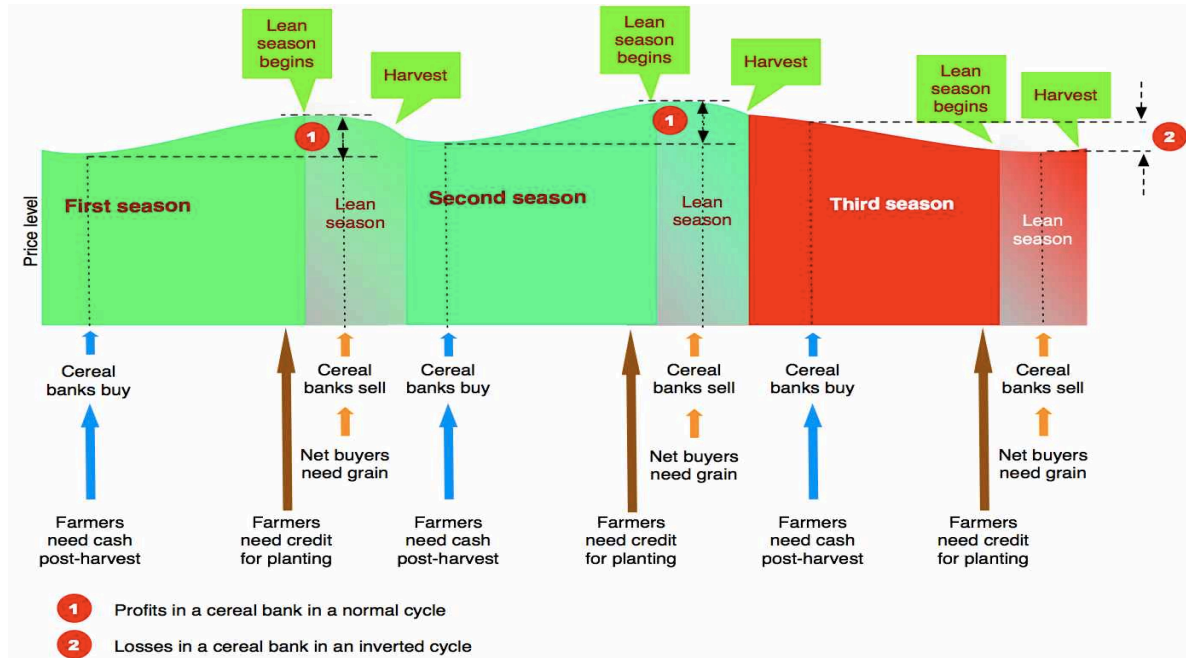 Lean
season
begins
Harvest
Lean
season
begins
Harvest
Lean
season
begins
Harvest
1
1
2
Price level
First season
Lean
season
Second season
Lean
season
Third season
Lean
season
Cereal
banks buy
Cereal
banks sell
Cereal
banks buy
Cereal
banks sell
Cereal
banks buy
Cereal
banks sell
Net buyers
need grain
Net buyers
need grain
Net buyers
need grain
Farmers
need cash
post-harvest
Farmers
need credit
for planting
Farmers
need cash
post-harvest
Farmers
need credit
for planting
Farmers
need cash
post-harvest
Farmers
need credit
for planting
1 Profits in a cereal bank in a normal cycle
2 Losses in a cereal bank in an inverted cycle